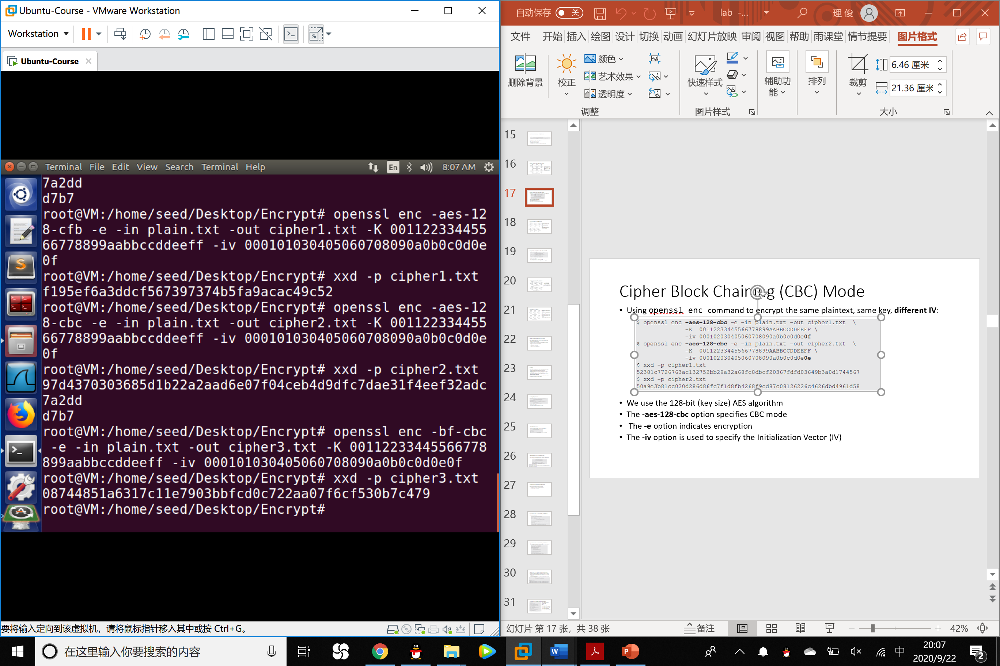 Ubuntu-Course - VMware Workstation
Workstation
Ubuntu-Course
Terminal File Edit View Search Terminal Help
En
8:07 AM
7a2dd
d7b7
root@VM:/home/seed/Desktop/Encrypt# openssl enc -aes-12
8-cfb -e -in plain.txt -out cipher1.txt -K 001122334455
66778899aabbccddeeff -iv 000101030405060708090a0b0c0d0e
0f
root@VM:/home/seed/Desktop/Encrypt# xxd -p cipher1.txt
f195ef6a3ddcf567397374b5fa9acac49c52
root@VM:/home/seed/Desktop/Encrypt# openssl enc -aes-12
8-cbc -e -in plain.txt -out cipher2.txt -K 001122334455
66778899aabbccddeeff -iv 000101030405060708090a0b0c0d0e
0f
root@VM:/home/seed/Desktop/Encrypt# xxd -p cipher2.txt
97d4370303685d1b22a2aad6e07f04ceb4d9dfc7dae31f4eef32adc
7a2dd
d7b7
root@VM:/home/seed/Desktop/Encrypt# openssl enc -bf-cbc
-e -in plain.txt -out cipher3.txt -K 00112233445566778
899aabbccddeeff -iv 000101030405060708090a0b0c0d0e0f
root@VM:/home/seed/Desktop/Encrypt# xxd -p cipher3.txt
08744851a6317c11e7903bbfcd0c722aa07f6cf530b7c479
root@VM:/home/seed/Desktop/Encrypt#
要将输入定向到该虚拟机，请将鼠标指针移入其中或按 Ctrl+G。
自动保存 关 lab -... 理 俊
文件 开始 插入 绘图 设计 切换 动画 幻灯片放映 审阅 视图 帮助 雨课堂 情节提要 图片格式
删除背景
校正
颜色
艺术效果
透明度
调整
快速样式
图片样式
辅助功能
排列
裁剪
6.46 厘米
21.36 厘米
大小
15
16
17
18
19
20
21
22
23
24
25
26
27
28
29
30
31
Cipher Block Chaining (CBC) Mode
• Using openssl enc command to encrypt the same plaintext, same key, different IV:
$ openssl enc -aes-128-cbc -e -in plain.txt -out cipher1.txt \
-K 00112233445566778899AABBCCDDEEFF \
-iv 000102030405060708090a0b0c0d0e0f
$ openssl enc -aes-128-cbc -e -in plain.txt -out cipher2.txt \
-K 00112233445566778899AABBCCDDEEFF \
-iv 000102030405060708090a0b0c0d0e0e
$ xxd -p cipher1.txt
52381c7726763ac132752bb29a32a68fc8dbcf20367fdfd03649b3a0d1744567
$ xxd -p cipher2.txt
50a9e3b81cc020d286d86fc7f1d8fb4268f9cd87c08126226c4626dbd4961d58
• We use the 128-bit (key size) AES algorithm
• The -aes-128-cbc option specifies CBC mode
• The -e option indicates encryption
• The -iv option is used to specify the Initialization Vector (IV)
幻灯片 第 17 张，共 38 张
备注
42%
在这里输入你要搜索的内容
中
20:07
2020/9/22
2